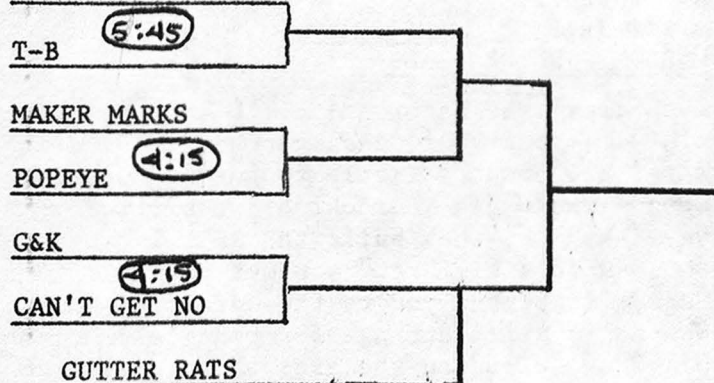 5:45
T-B
MAKER MARKS
4:15
POPEYE
G&K
4:15
CAN'T GET NO
GUTTER RATS